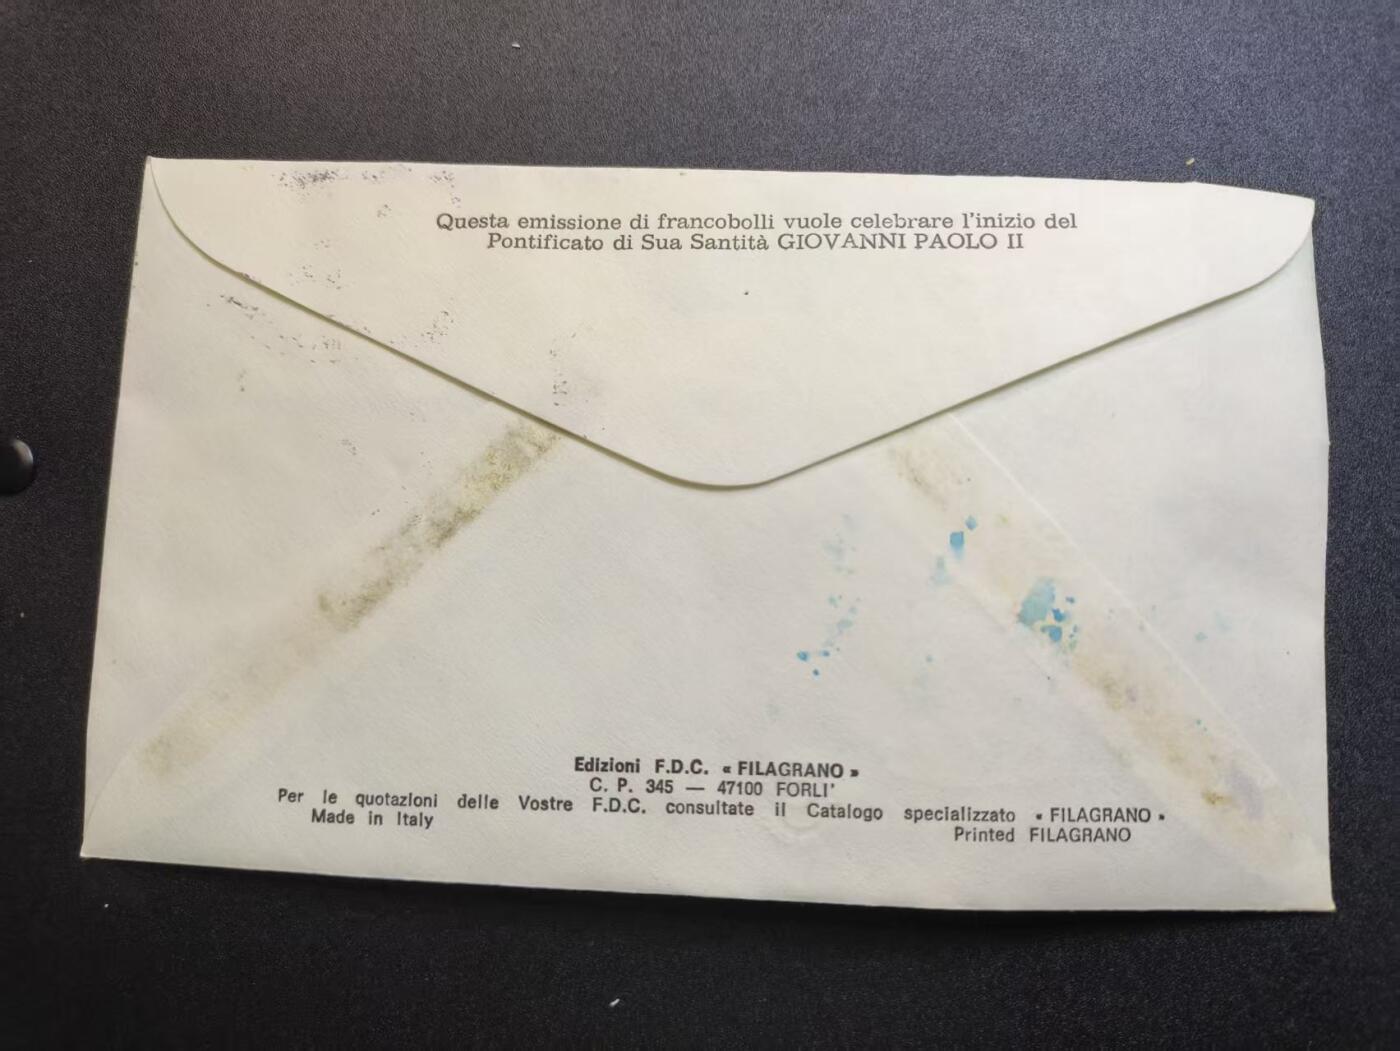 Questa emissione di francobolli vuole celebrare l'inizio del
Pontificato di Sua Santità GIOVANNI PAOLO II
Edizioni F.D.C. « FILAGRANO »
C. P. 345 — 47100 FORLI'
Per le quotazioni delle Vostre F.D.C. consultate il Catalogo specializzato « FILAGRANO »
Made in Italy
Printed FILAGRANO